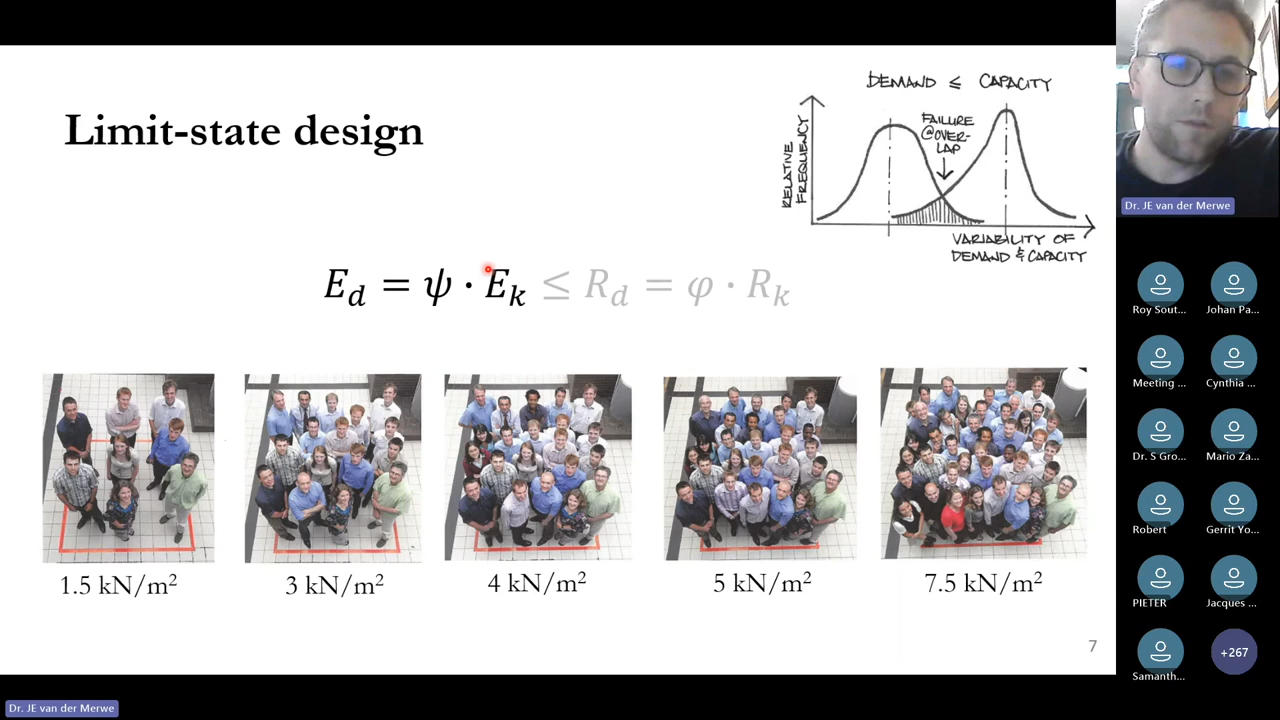 Limit-state design
DEMAND ≤ CAPACITY
RELATIVE
FREQUENCY
FAILURE
@OVER-
LAP
VARIABILITY OF
DEMAND & CAPACITY
E_d = ψ · E_k ≤ R_d = φ · R_k
1.5 kN/m²
3 kN/m²
4 kN/m²
5 kN/m²
7.5 kN/m²
7
Dr. JE van der Merwe
Roy Sout...
Johan Pa...
Meeting ...
Cynthia ...
Dr. S Gro...
Mario Za...
Robert
Gerrit Yo...
PIETER
Jacques ...
Samanth...
+267
Dr. JE van der Merwe